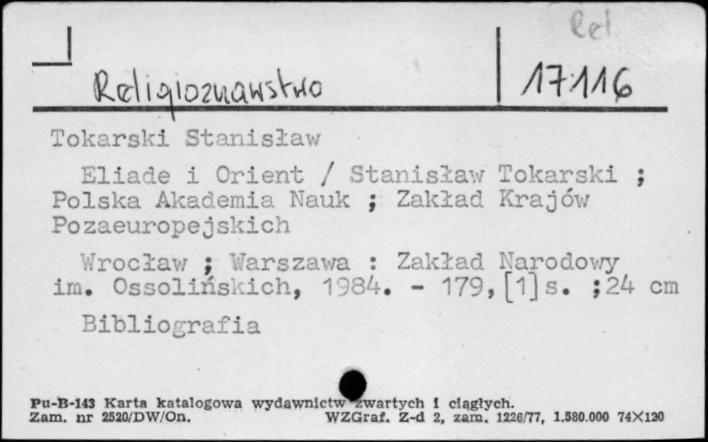 Rel
Religioznawstwo
17116
Tokarski Stanisław
Eliade i Orient / Stanisław Tokarski ;
Polska Akademia Nauk ; Zakład Krajów
Pozaeuropejskich
Wrocław ; Warszawa : Zakład Narodowy
im. Ossolińskich, 1984. - 179,[1]s. ;24 cm
Bibliografia
Pu-B-143 Karta katalogowa wydawnictw zwartych i ciągłych.
Zam. nr 2520/DW/On. WZGraf. Z-d 2, zam. 1226/77, 1.580.000 74X120